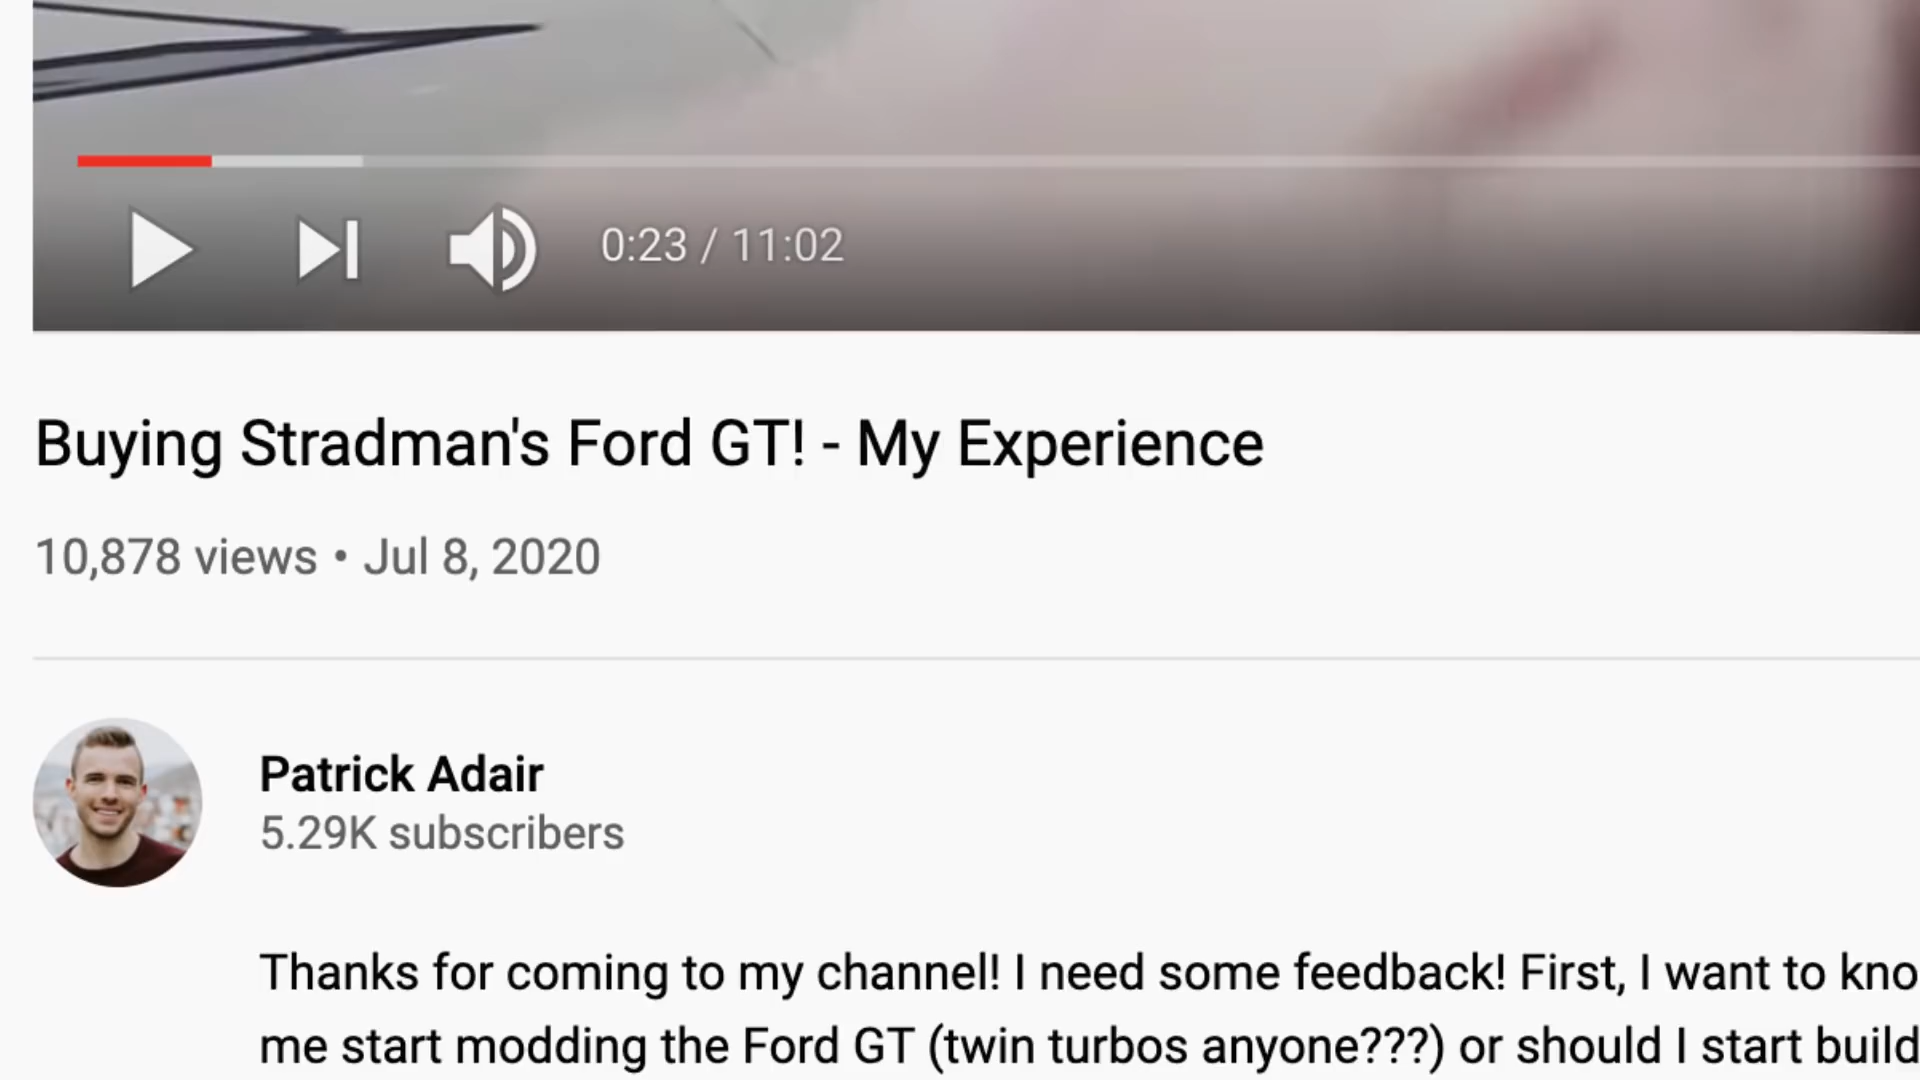 0:23 / 11:02
Buying Stradman's Ford GT! - My Experience
10,878 views • Jul 8, 2020
Patrick Adair
5.29K subscribers
Thanks for coming to my channel! I need some feedback! First, I want to kno
me start modding the Ford GT (twin turbos anyone???) or should I start build